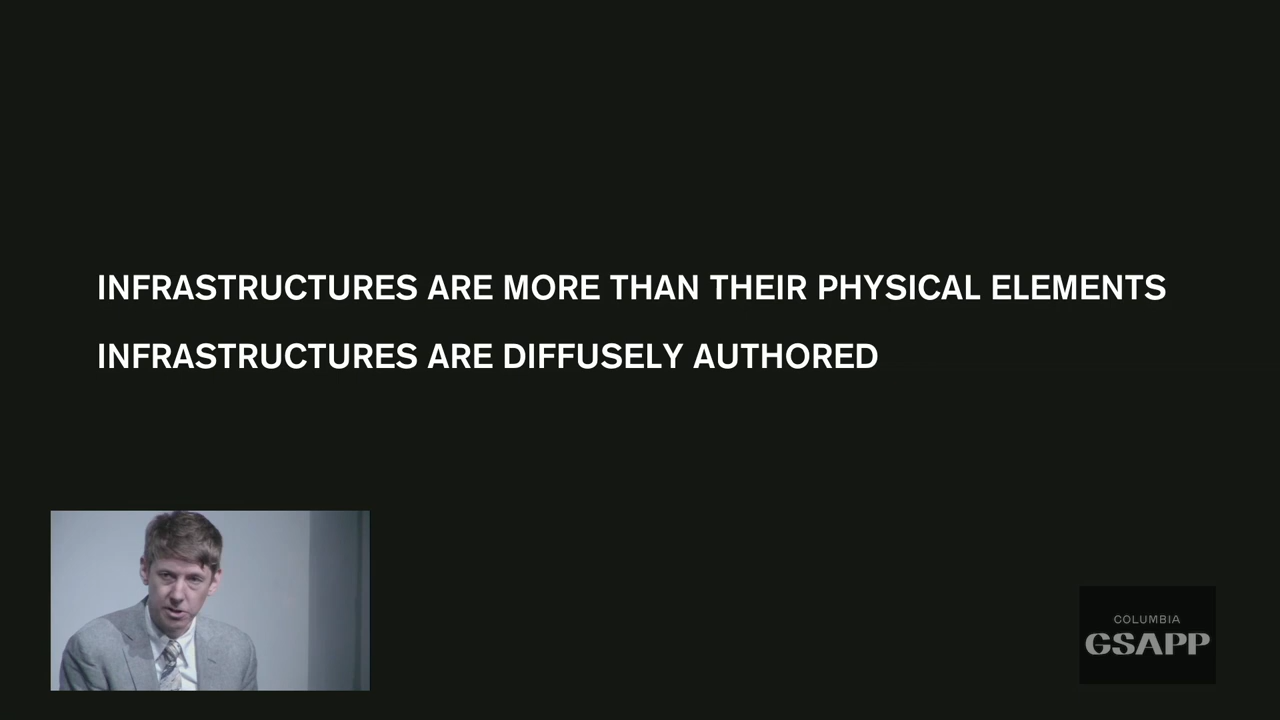 INFRASTRUCTURES ARE MORE THAN THEIR PHYSICAL ELEMENTS
INFRASTRUCTURES ARE DIFFUSELY AUTHORED
COLUMBIA
GSAPP